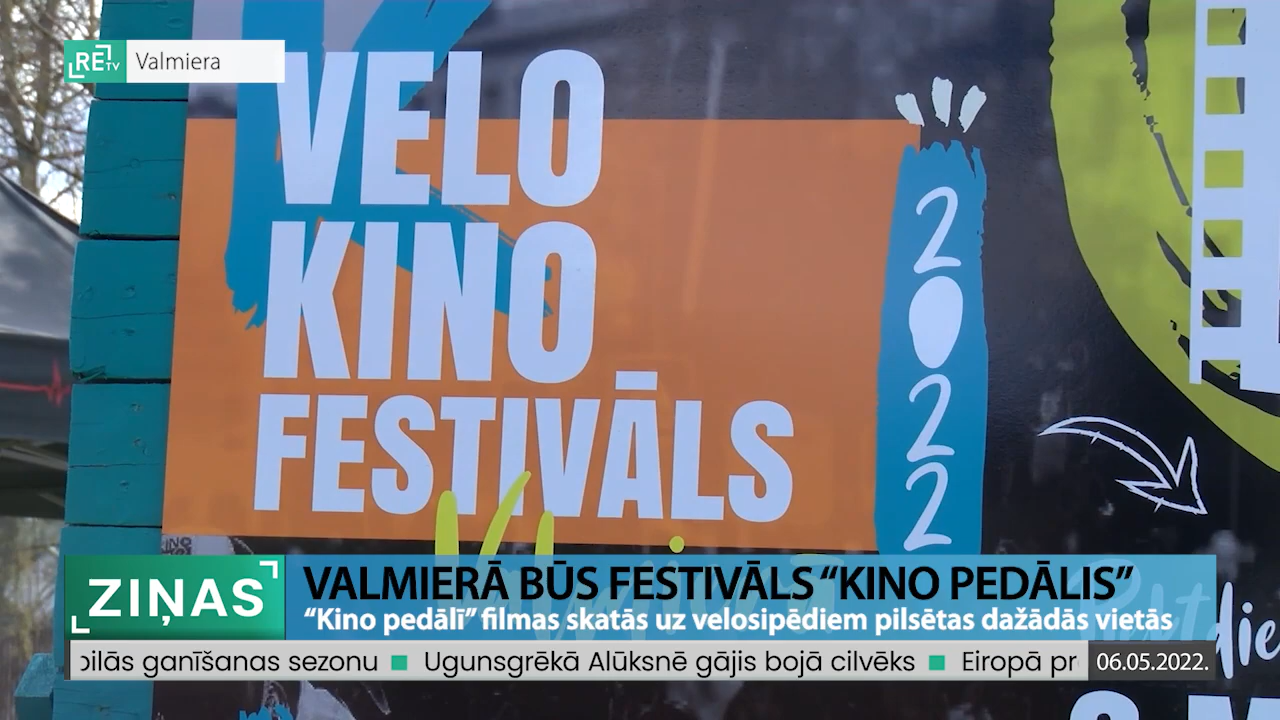 RE TV Valmiera
VELO
KINO
FESTIVĀLS
2022
ZIŅAS
VALMIERĀ BŪS FESTIVĀLS “KINO PEDĀLIS”
“Kino pedālī” filmas skatās uz velosipēdiem pilsētas dažādās vietās
ganīšanas sezonu ■ Ugunsgrēkā Alūksnē gājis bojā cilvēks ■ Eiropā
06.05.2022.